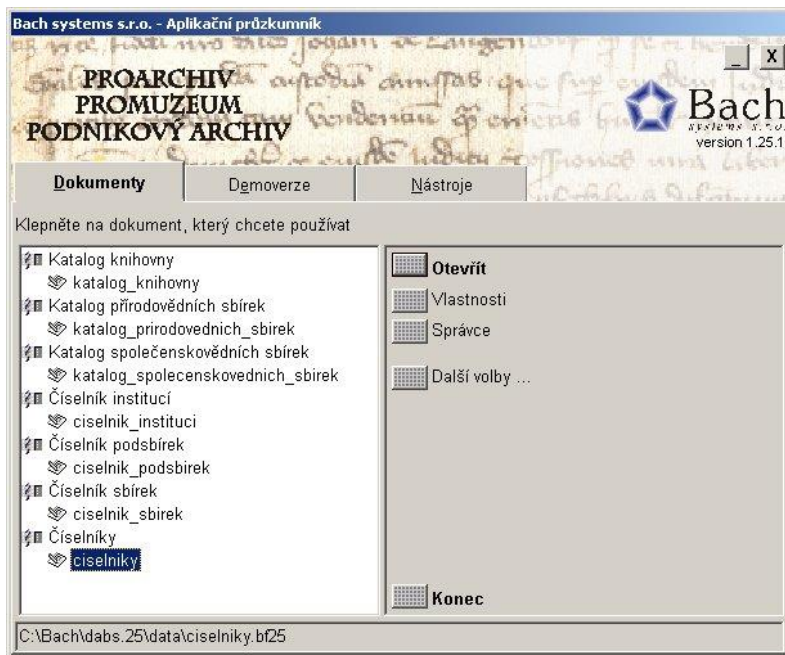 Bach systems s.r.o. - Aplikační průzkumník
PROARCHIV
PROMUZEUM
PODNIKOVÝ ARCHIV
_ X
Bach
systems s.r.o.
version 1.25.1
Dokumenty Demoverze Nástroje
Klepněte na dokument, který chcete používat
Katalog knihovny
katalog_knihovny
Katalog přírodovědních sbírek
katalog_prirodovednich_sbirek
Katalog společenskovědních sbírek
katalog_spolecenskovednich_sbirek
Číselník institucí
ciselnik_instituci
Číselník podsbírek
ciselnik_podsbirek
Číselník sbírek
ciselnik_sbirek
Číselníky
ciselniky
Otevřít
Vlastnosti
Správce
Další volby ...
Konec
C:\Bach\dabs.25\data\ciselniky.bf25